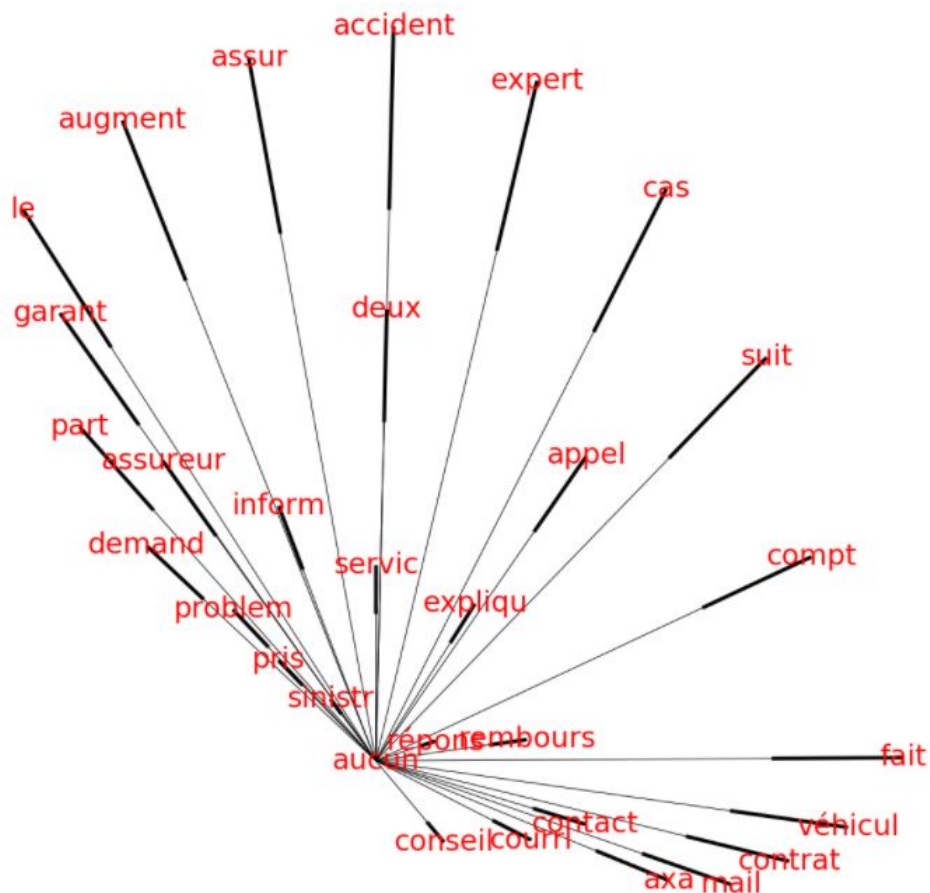 accident
assur
expert
augment
cas
le
deux
garant
suit
part
assureur
appel
inform
demand
servic
compt
expliqu
problem
pris
sinistr
répons
rembours
aucun
fait
contact
véhicul
conseil
courri
contrat
axa
mail